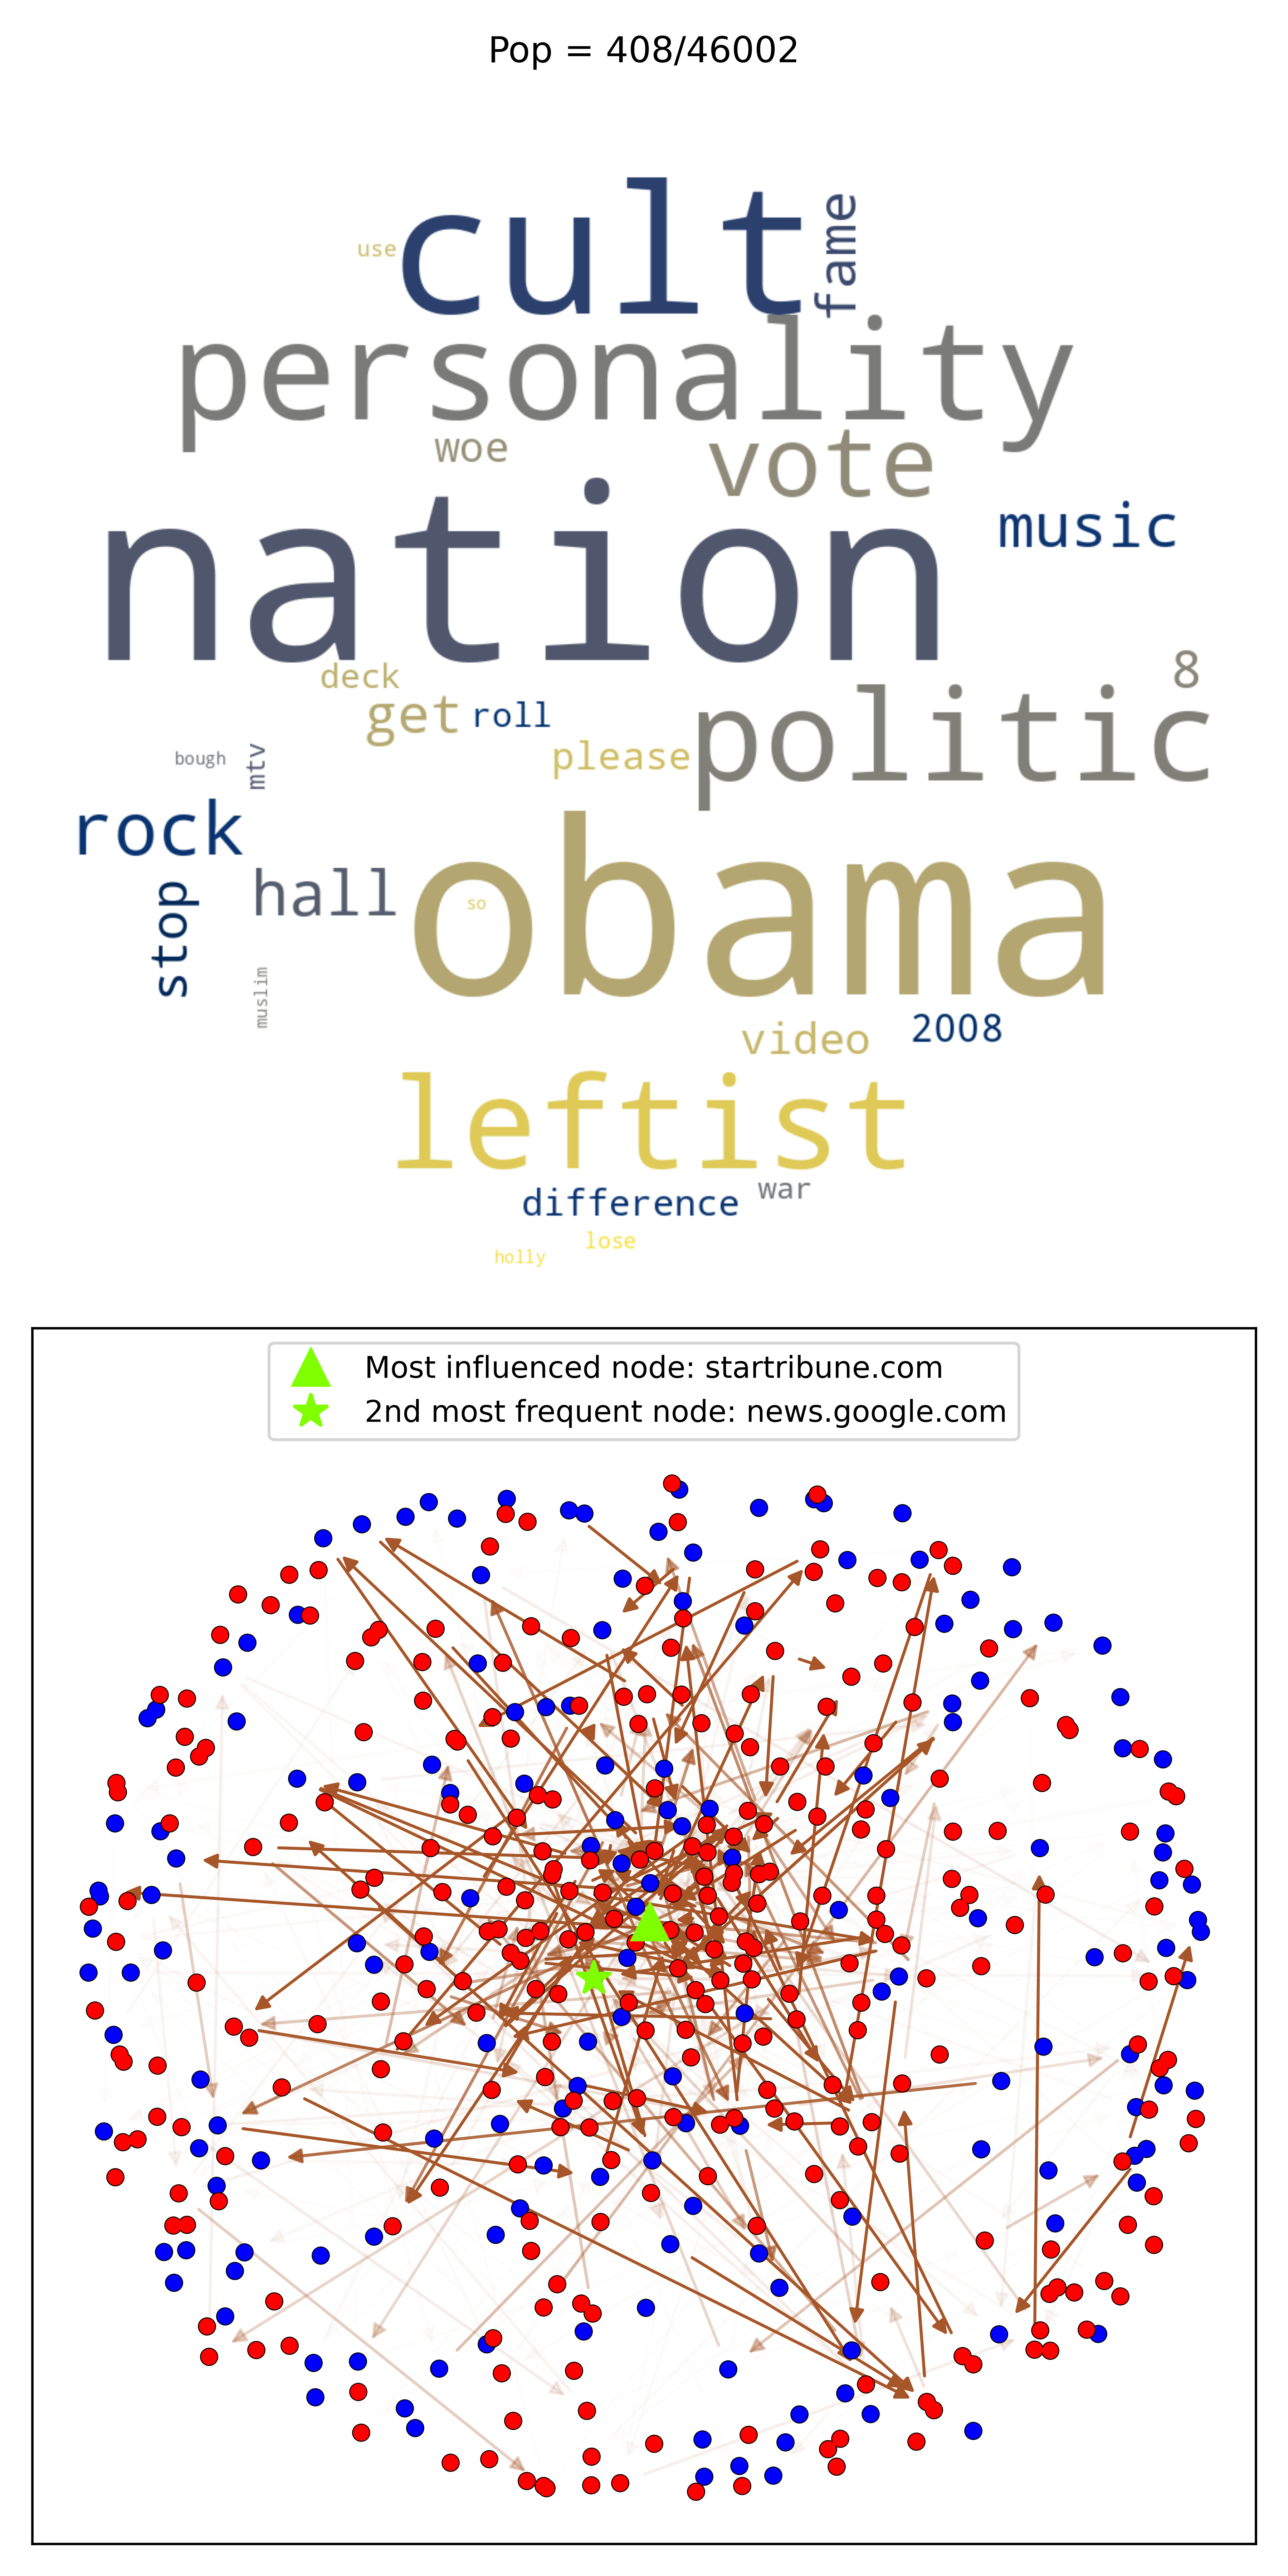 Pop = 408/46002
cult
fame
use
personality
woe
vote
nation
music
deck
8
get
roll
politic
please
bough
mtv
rock
hall
obama
so
stop
muslim
video
2008
leftist
difference
war
lose
holly
Most influenced node: startribune.com
2nd most frequent node: news.google.com